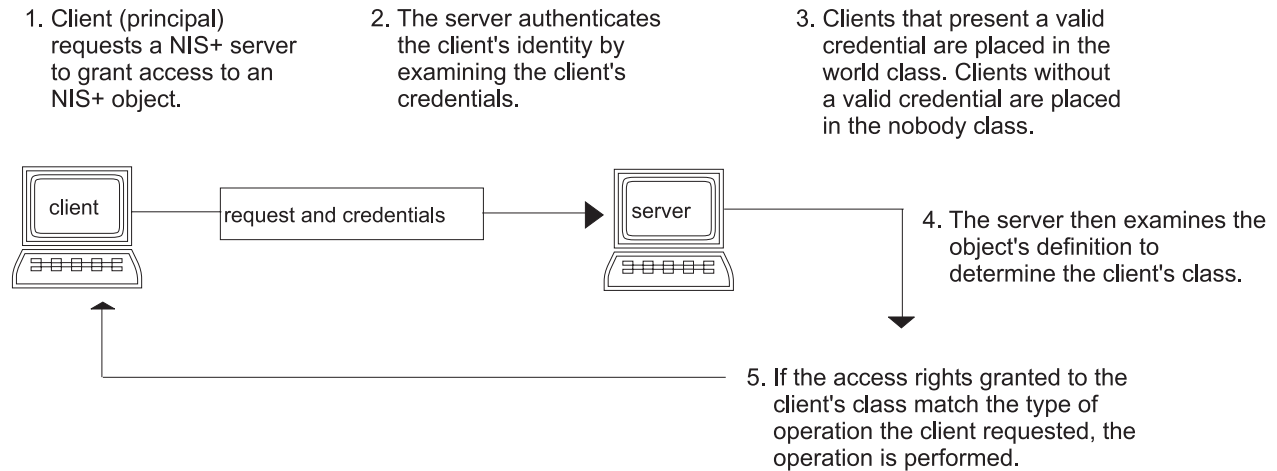 1. Client (principal)
requests a NIS+ server
to grant access to an
NIS+ object.
2. The server authenticates
the client's identity by
examining the client's
credentials.
3. Clients that present a valid
credential are placed in the
world class. Clients without
a valid credential are placed
in the nobody class.
client
request and credentials
server
4. The server then examines the
object's definition to
determine the client's class.
5. If the access rights granted to the
client's class match the type of
operation the client requested, the
operation is performed.